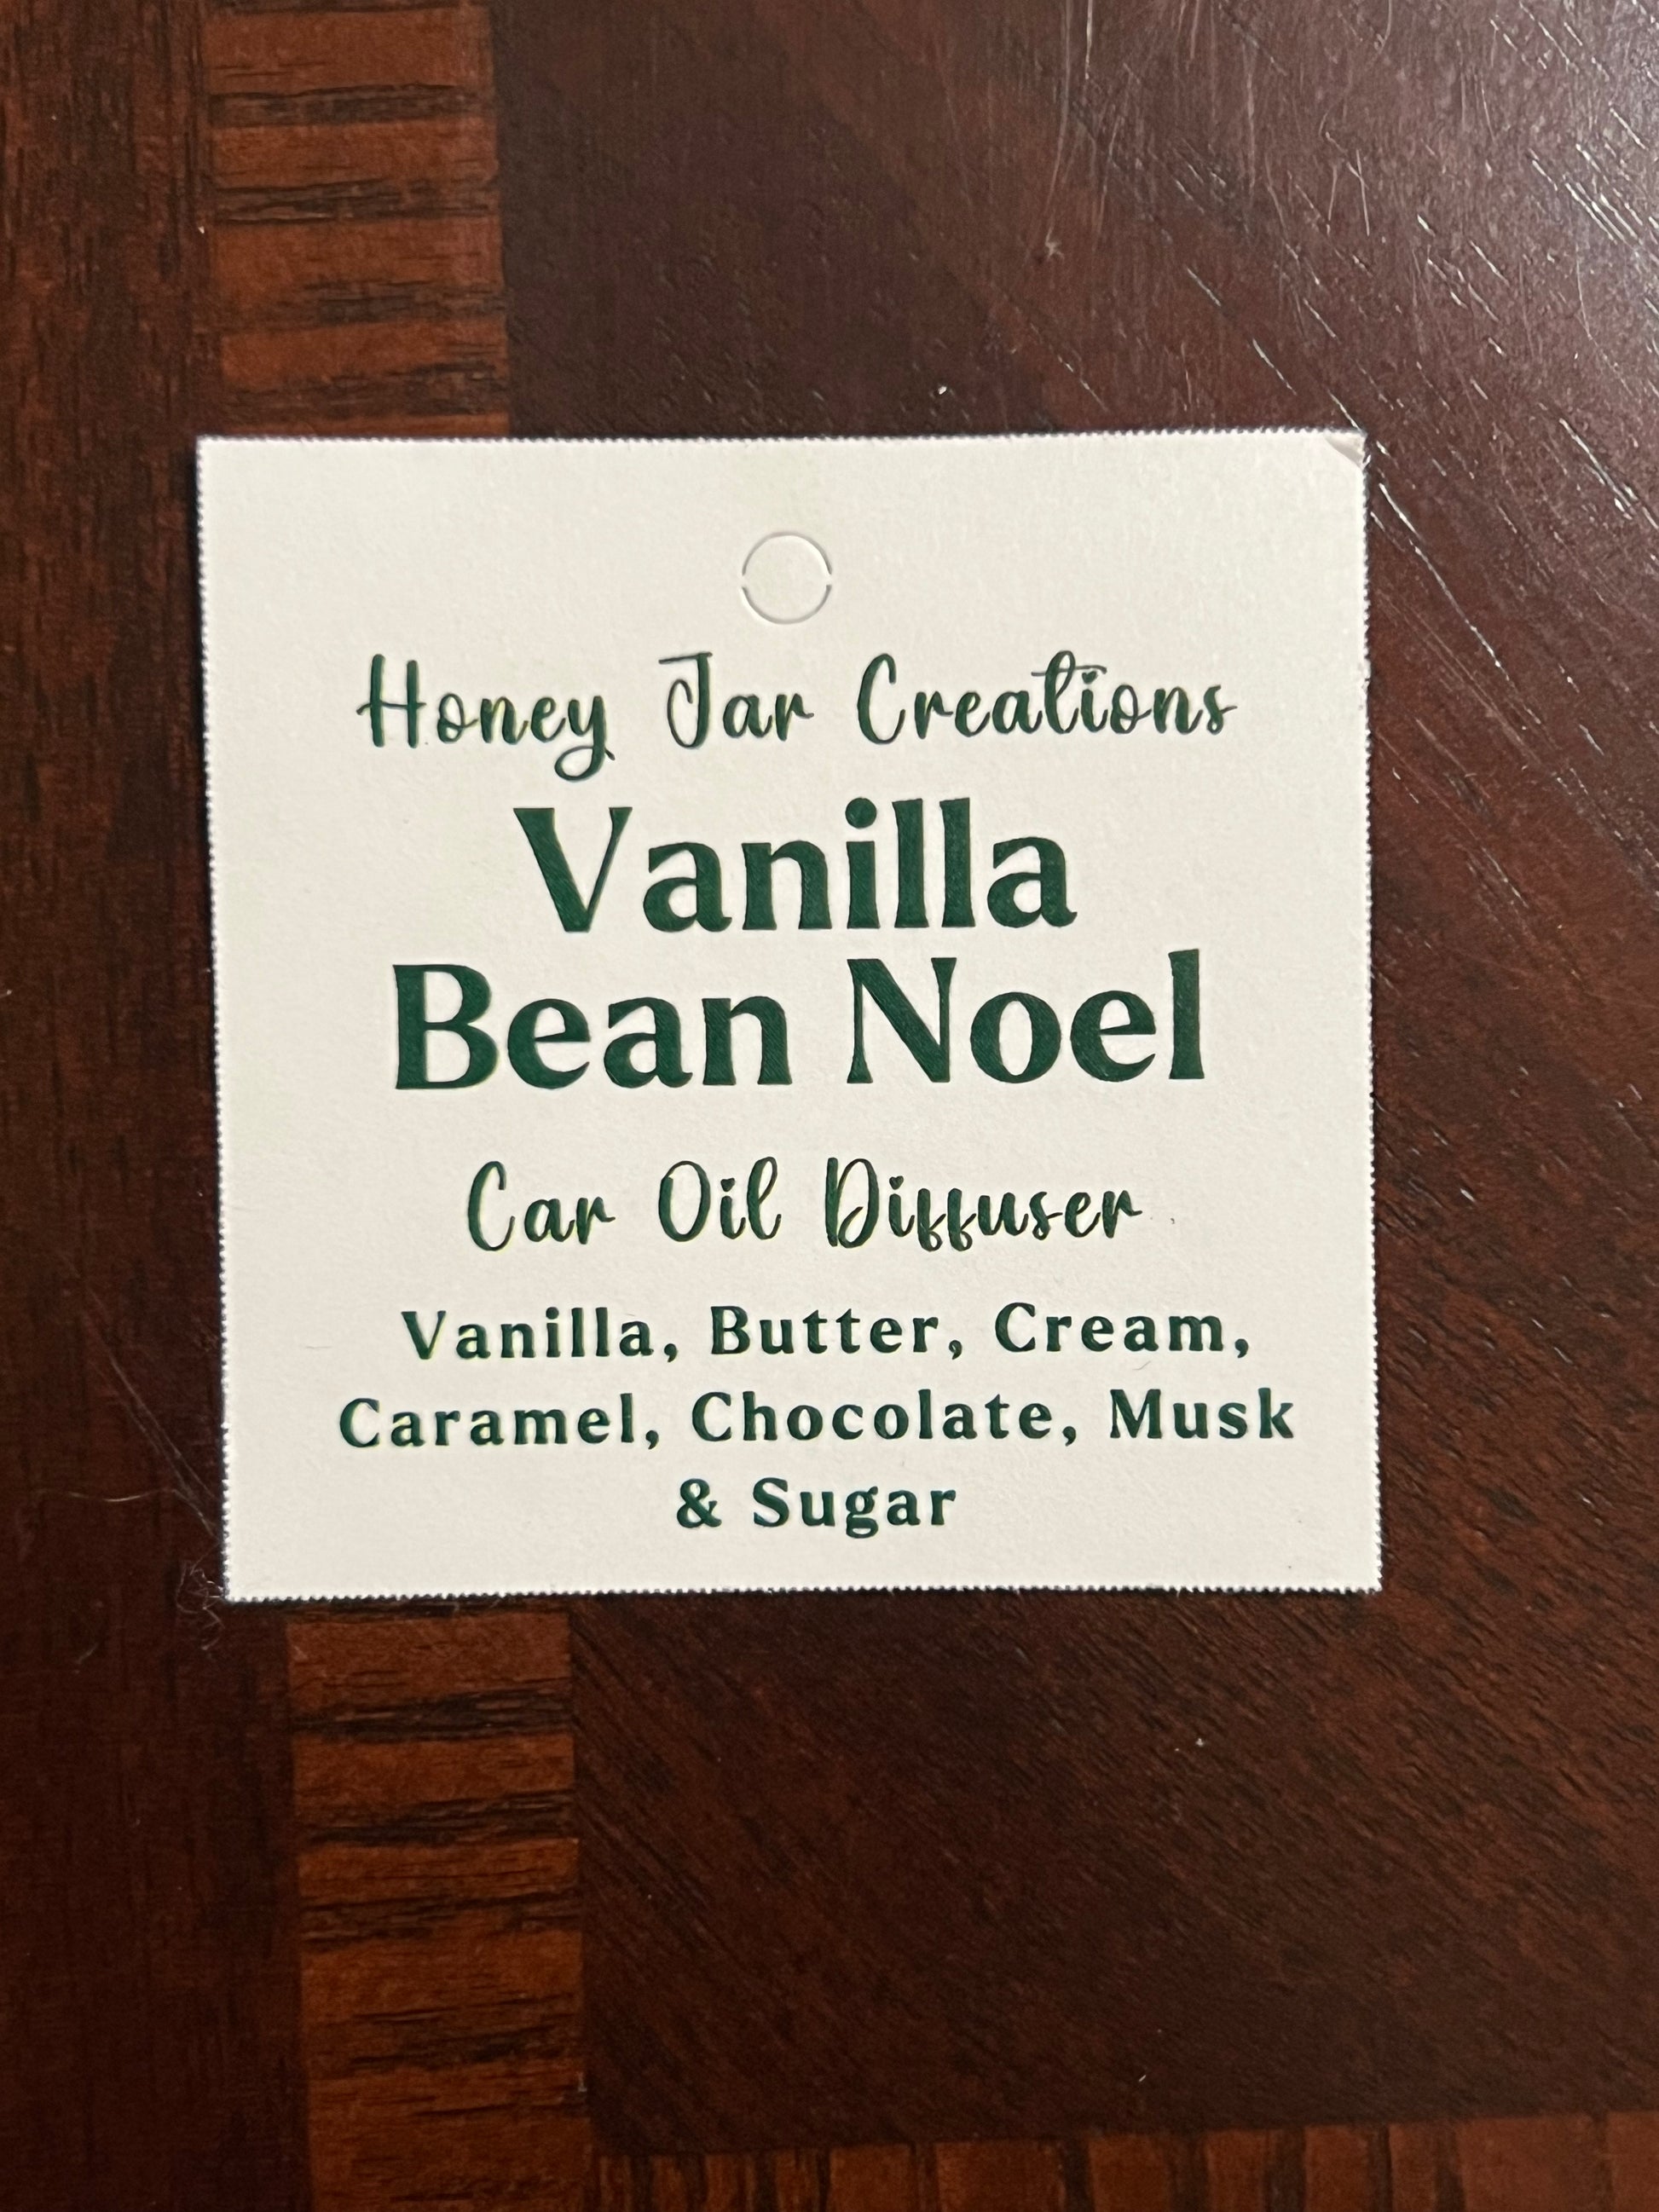 Honey Jar Creations
Vanilla
Bean Noel
Car Oil Diffuser
Vanilla, Butter, Cream,
Caramel, Chocolate, Musk
& Sugar